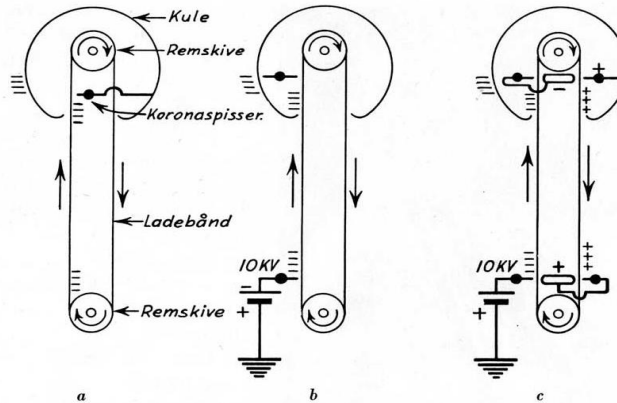 Kule
Remskive
Koronaspisser.
Ladebånd
Remskive
10KV
10KV
a
b
c